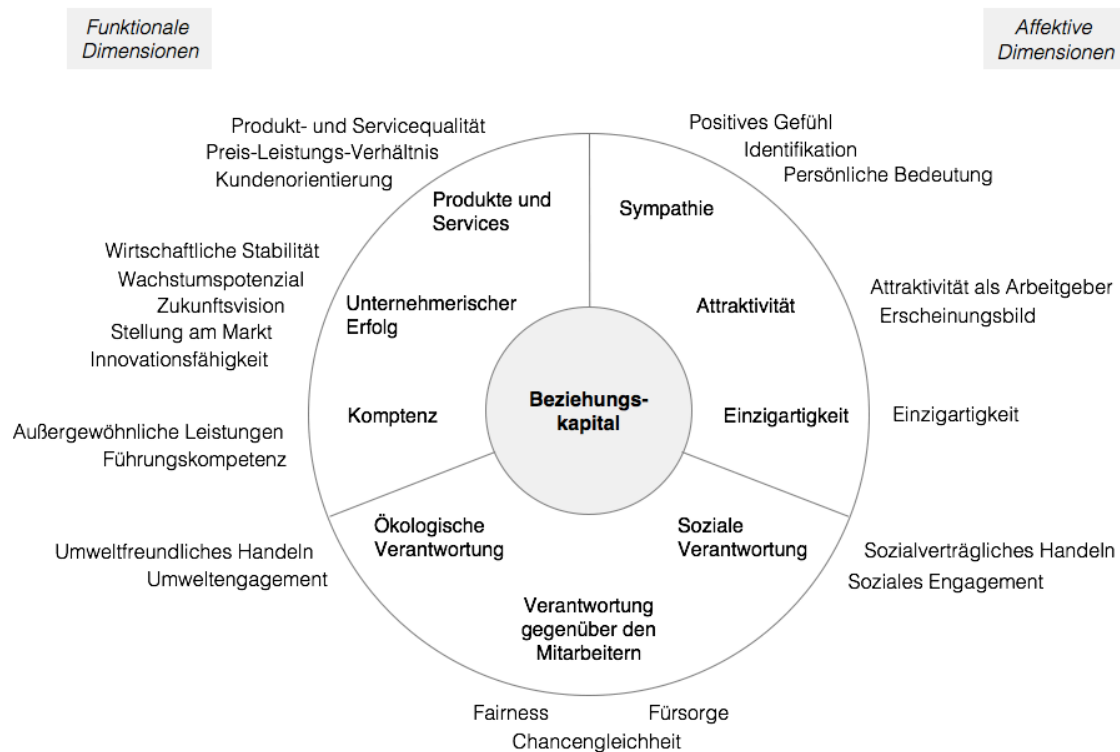 Funktionale
Dimensionen
Affektive
Dimensionen
Produkt- und Servicequalität
Preis-Leistungs-Verhältnis
Kundenorientierung
Positives Gefühl
Identifikation
Persönliche Bedeutung
Produkte und
Services
Sympathie
Wirtschaftliche Stabilität
Wachstumspotenzial
Zukunftsvision
Stellung am Markt
Innovationsfähigkeit
Unternehmerischer
Erfolg
Attraktivität
Attraktivität als Arbeitgeber
Erscheinungsbild
Außergewöhnliche Leistungen
Führungskompetenz
Komptenz
Beziehungs-
kapital
Einzigartigkeit
Einzigartigkeit
Umweltfreundliches Handeln
Umweltengagement
Ökologische
Verantwortung
Soziale
Verantwortung
Sozialverträgliches Handeln
Soziales Engagement
Verantwortung
gegenüber den
Mitarbeitern
Fairness
Fürsorge
Chancengleichheit